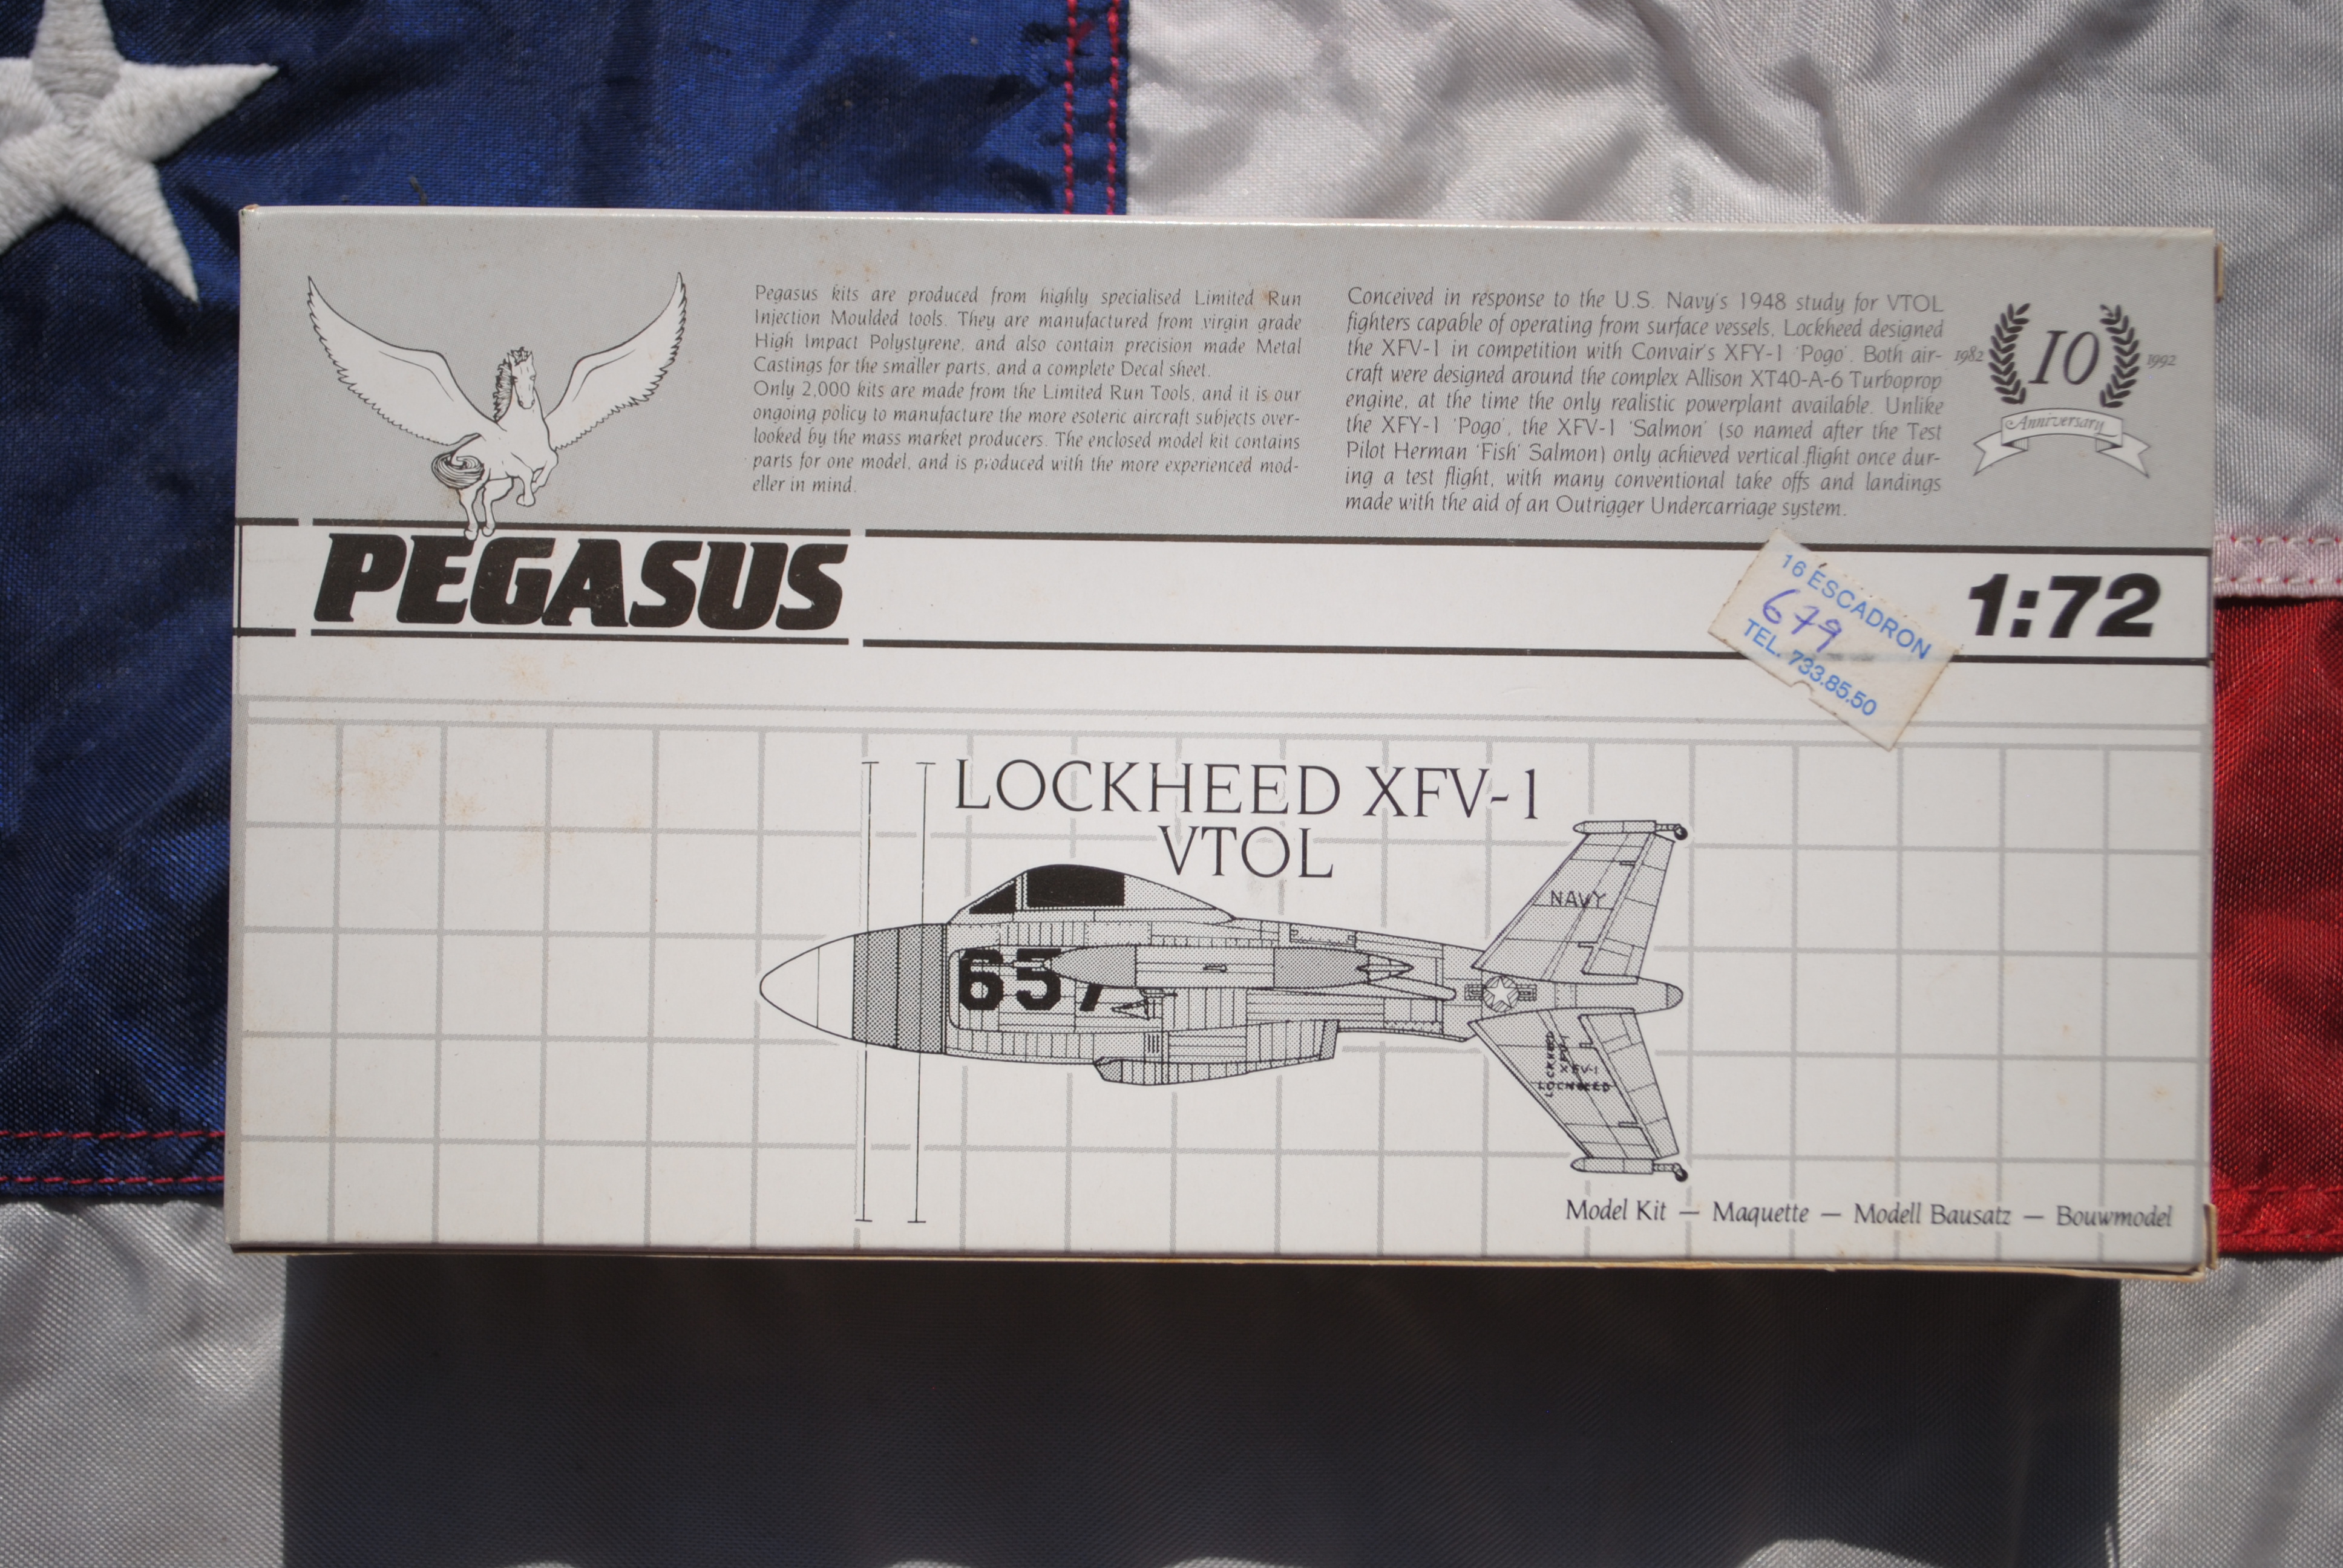 Pegasus kits are produced from highly specialised Limited Run
Injection Moulded tools. They are manufactured from virgin grade
High Impact Polystyrene, and also contain precision made Metal
Castings for the smaller parts, and a complete Decal sheet.
Only 2,000 kits are made from the Limited Run Tools, and it is our
ongoing policy to manufacture the more esoteric aircraft subjects over-
looked by the mass market producers. The enclosed model kit contains
parts for one model, and is produced with the more experienced mod-
eller in mind.
Conceived in response to the U.S. Navy's 1948 study for VTOL
fighters capable of operating from surface vessels, Lockheed designed
the XFV-1 in competition with Convair's XFY-1 'Pogo'. Both air-
craft were designed around the complex Allison XT40-A-6 Turboprop
engine, at the time the only realistic powerplant available. Unlike
the XFY-1 'Pogo', the XFV-1 'Salmon' (so named after the Test
Pilot Herman 'Fish' Salmon) only achieved vertical flight once dur-
ing a test flight, with many conventional take offs and landings
made with the aid of an Outrigger Undercarriage system.
1982 10 1992
Anniversary
PEGASUS
16 ESCADRON
679
TEL. 733.85.50
1:72
LOCKHEED XFV-1
VTOL
NAVY
657
LOCKHEED
XFV-1
XFV-1
LOCKHEED
Model Kit — Maquette — Modell Bausatz — Bouwmodel